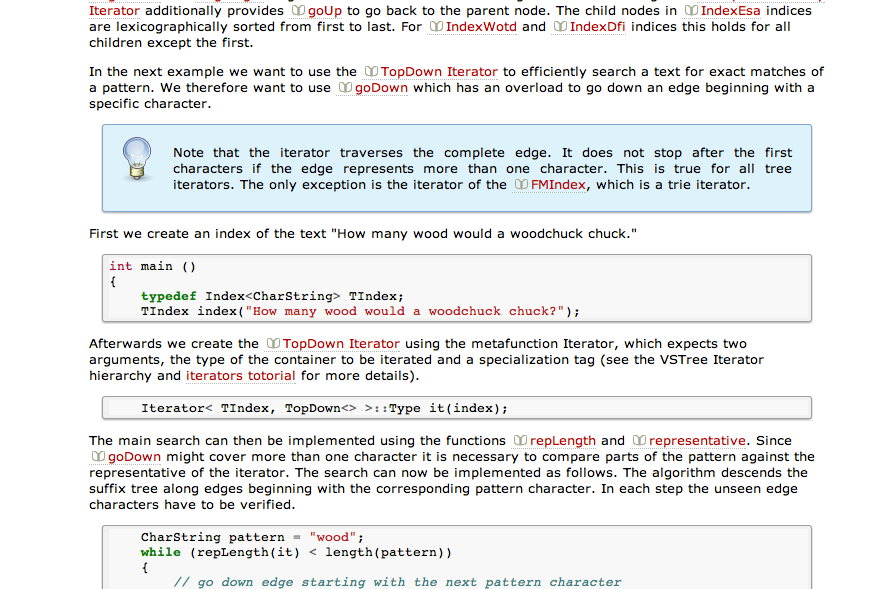 Iterator additionally provides goUp to go back to the parent node. The child nodes in IndexEsa indices
are lexicographically sorted from first to last. For IndexWotd and IndexDfi indices this holds for all
children except the first.
In the next example we want to use the TopDown Iterator to efficiently search a text for exact matches of
a pattern. We therefore want to use goDown which has an overload to go down an edge beginning with a
specific character.
Note that the iterator traverses the complete edge. It does not stop after the first
characters if the edge represents more than one character. This is true for all tree
iterators. The only exception is the iterator of the FMIndex, which is a trie iterator.
First we create an index of the text "How many wood would a woodchuck chuck."
int main ()
{
    typedef Index<CharString> TIndex;
    TIndex index("How many wood would a woodchuck chuck?");
Afterwards we create the TopDown Iterator using the metafunction Iterator, which expects two
arguments, the type of the container to be iterated and a specialization tag (see the VSTree Iterator
hierarchy and iterators totorial for more details).
    Iterator< TIndex, TopDown<> >::Type it(index);
The main search can then be implemented using the functions repLength and representative. Since
goDown might cover more than one character it is necessary to compare parts of the pattern against the
representative of the iterator. The search can now be implemented as follows. The algorithm descends the
suffix tree along edges beginning with the corresponding pattern character. In each step the unseen edge
characters have to be verified.
    CharString pattern = "wood";
    while (repLength(it) < length(pattern))
    {
        // go down edge starting with the next pattern character